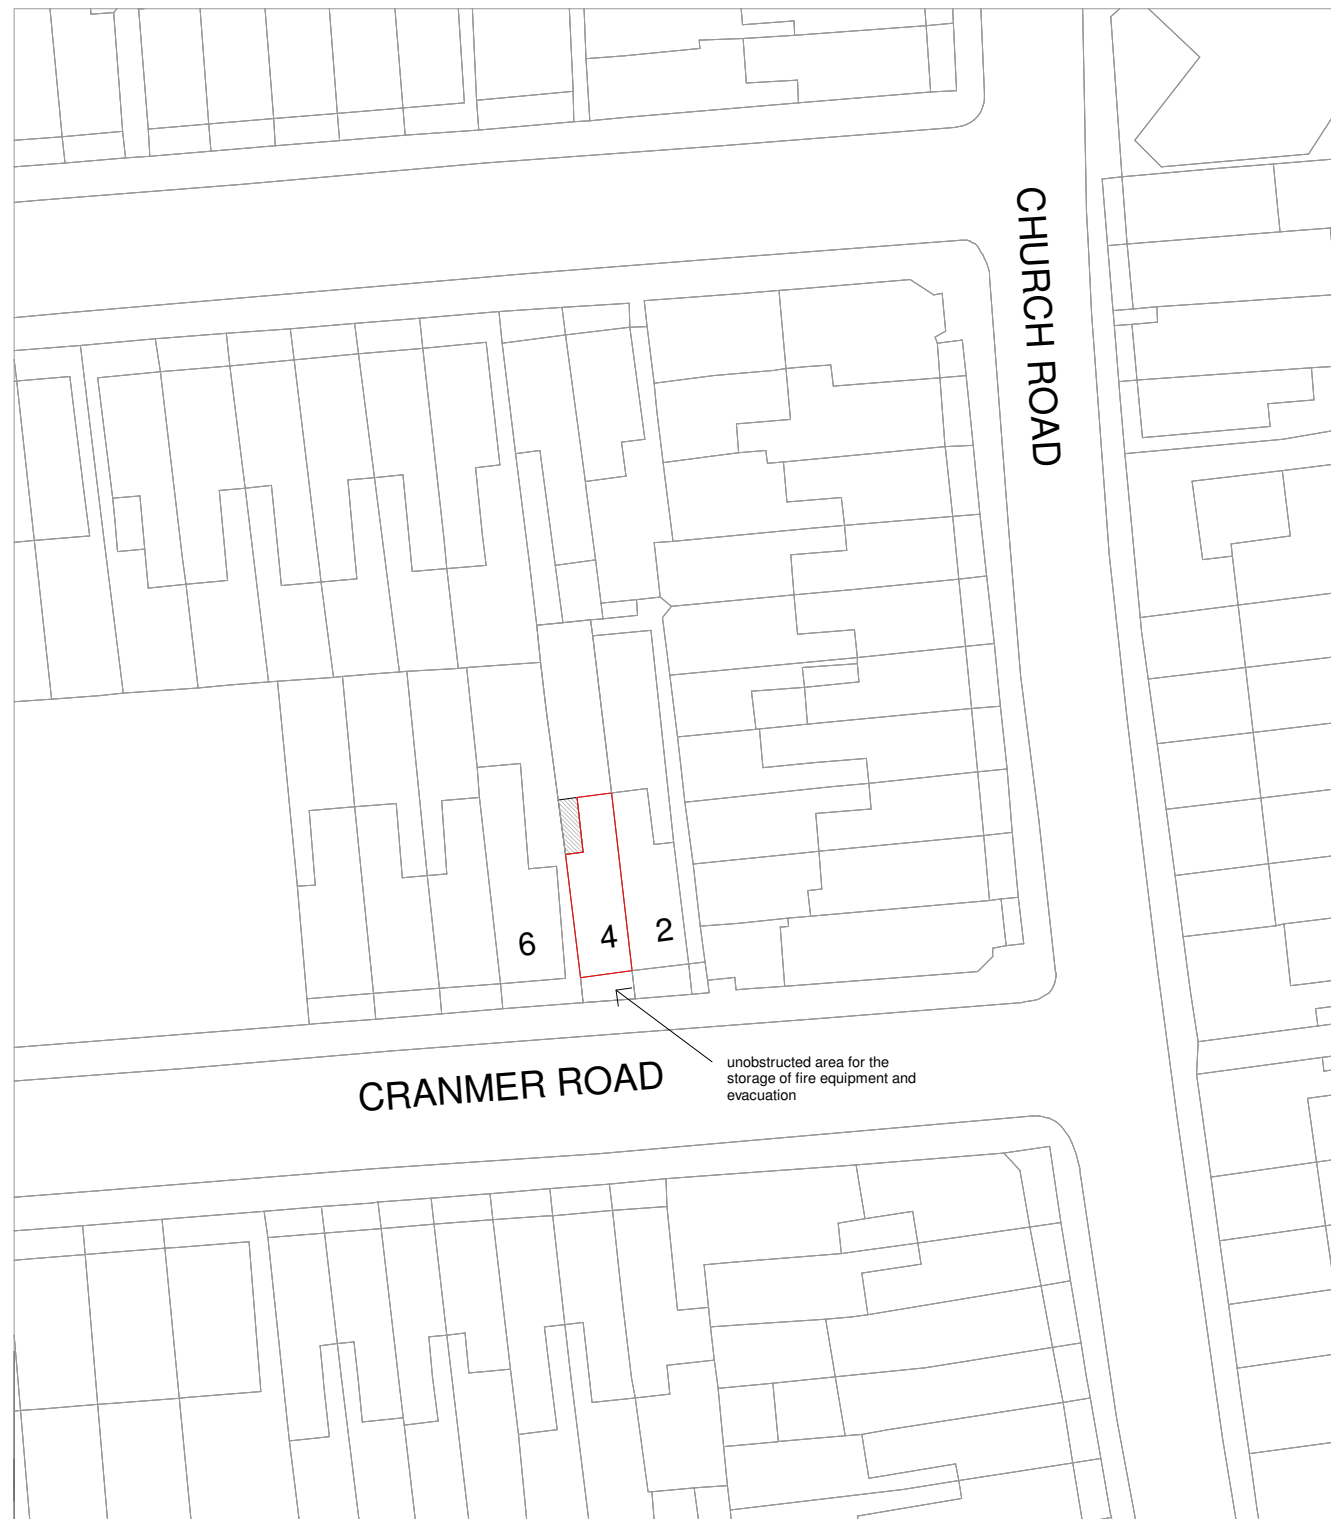 CHURCH ROAD
6
4
2
CRANMER ROAD
unobstructed area for the
storage of fire equipment and
evacuation